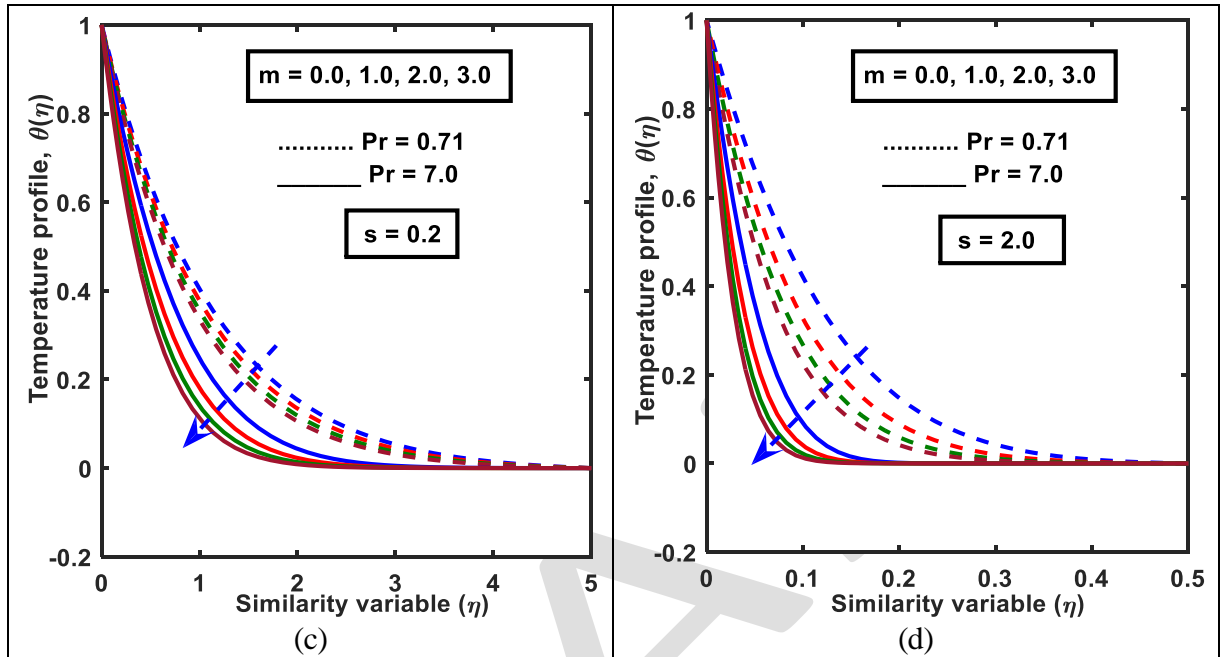 1
0.8
0.6
0.4
0.2
0
-0.2
Temperature profile, θ(η)
m = 0.0, 1.0, 2.0, 3.0
........... Pr = 0.71
________ Pr = 7.0
s = 0.2
0 1 2 3 4 5
Similarity variable (η)
(c)
1
0.8
0.6
0.4
0.2
0
-0.2
Temperature profile, θ(η)
m = 0.0, 1.0, 2.0, 3.0
........... Pr = 0.71
________ Pr = 7.0
s = 2.0
0 0.1 0.2 0.3 0.4 0.5
Similarity variable (η)
(d)